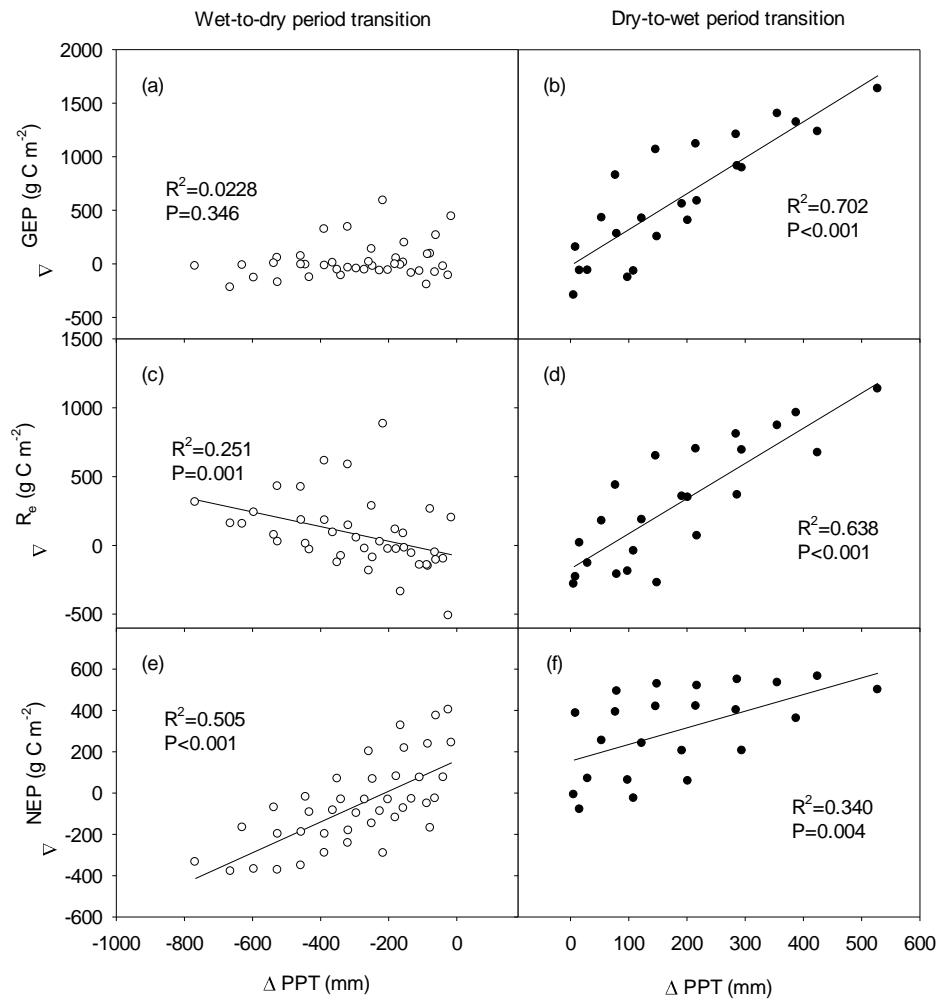 Wet-to-dry period transition
Dry-to-wet period transition
2000
1500
1000
500
0
-500
∇ GEP (g C m-2)
(a)
R2=0.0228
P=0.346
(b)
R2=0.702
P<0.001
1500
1000
500
0
-500
∇ Re (g C m-2)
(c)
R2=0.251
P=0.001
(d)
R2=0.638
P<0.001
600
400
200
0
-200
-400
-600
∇ NEP (g C m-2)
(e)
R2=0.505
P<0.001
(f)
R2=0.340
P=0.004
-1000 -800 -600 -400 -200 0
0 100 200 300 400 500 600
Δ PPT (mm)
Δ PPT (mm)